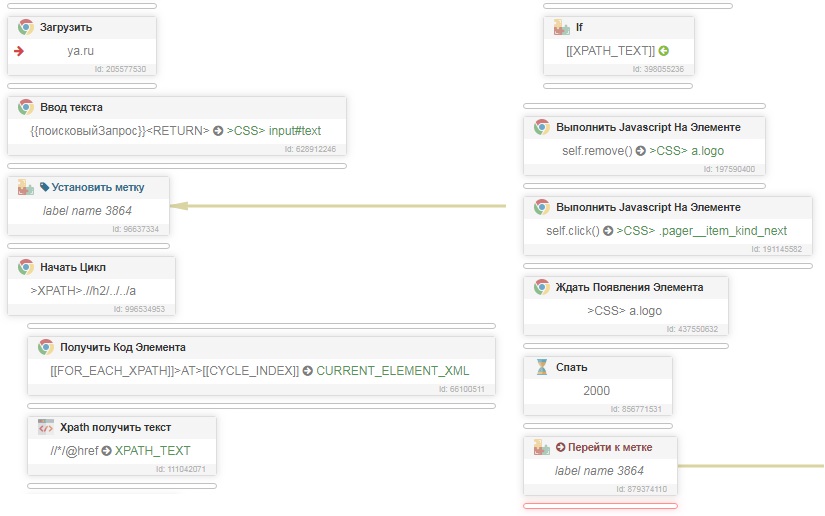 Загрузить
ya.ru
Id: 205577530
Ввод текста
{{поисковыйЗапрос}}<RETURN> >CSS> input#text
Id: 628912246
Установить метку
label name 3864
Id: 96637334
Начать Цикл
>XPATH>.//h2/../../a
Id: 996534953
Получить Код Элемента
[[FOR_EACH_XPATH]]>AT>[[CYCLE_INDEX]] CURRENT_ELEMENT_XML
Id: 66100511
Xpath получить текст
//*/@href XPATH_TEXT
Id: 111042071
If
[[XPATH_TEXT]]
Id: 398055236
Выполнить Javascript На Элементе
self.remove() >CSS> a.logo
Id: 197590400
Выполнить Javascript На Элементе
self.click() >CSS> .pager__item_kind_next
Id: 191145582
Ждать Появления Элемента
>CSS> a.logo
Id: 437550632
Спать
2000
Id: 856771531
Перейти к метке
label name 3864
Id: 879374110